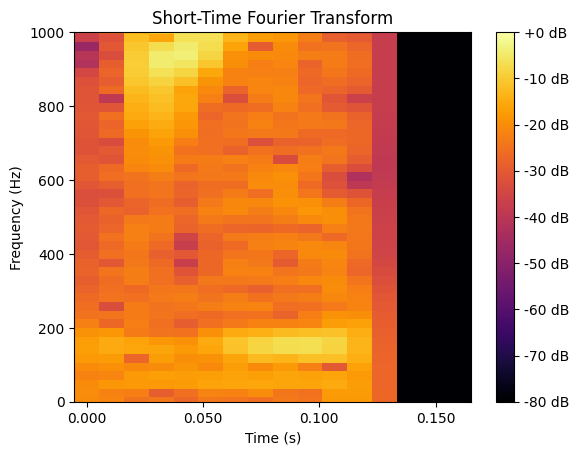 Short-Time Fourier Transform
1000
800
600
400
200
0
Frequency (Hz)
0.000
0.050
0.100
0.150
Time (s)
+0 dB
-10 dB
-20 dB
-30 dB
-40 dB
-50 dB
-60 dB
-70 dB
-80 dB